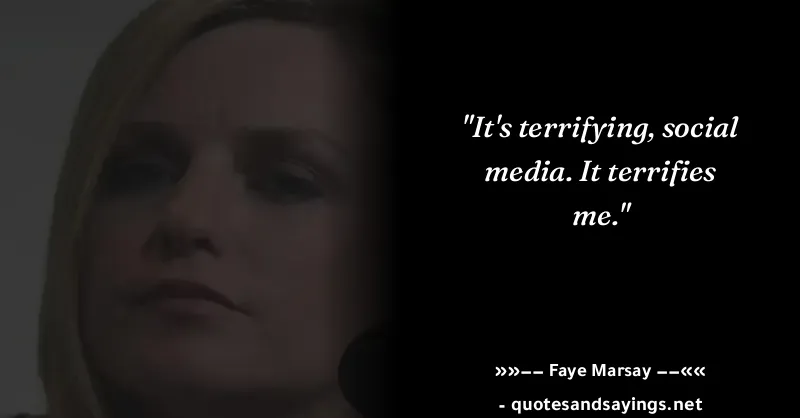 "It's terrifying, social
media. It terrifies
me."
»»−− Faye Marsay −−««
- quotesandsayings.net